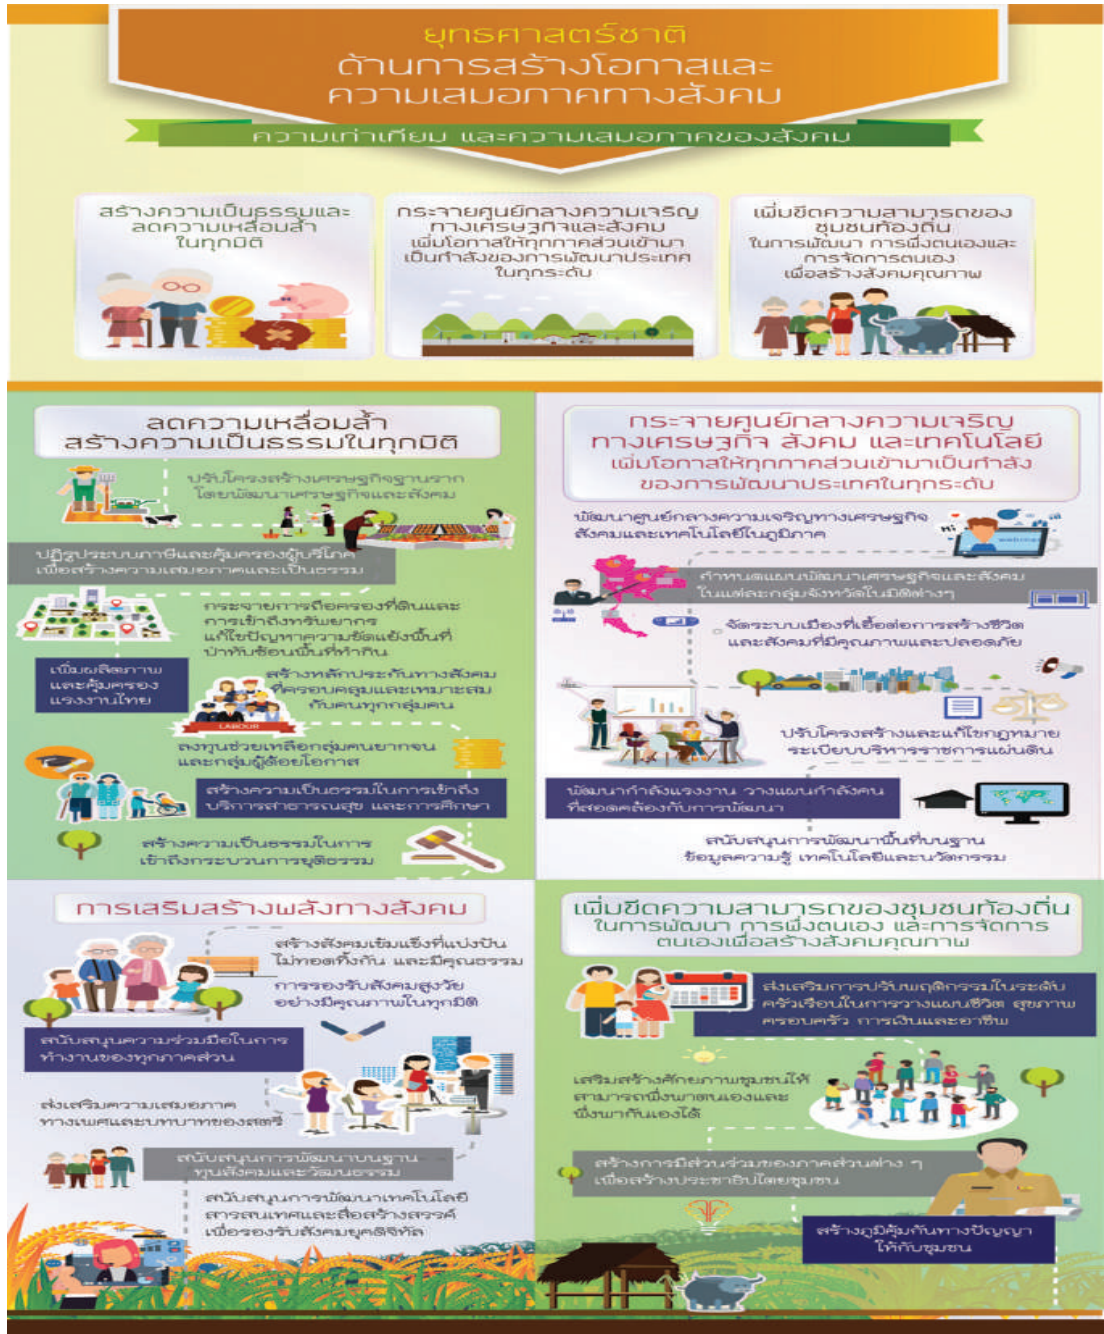 ยุทธศาสตร์ชาติ
ด้านการสร้างโอกาสและ
ความเสมอภาคทางสังคม
ความเท่าเทียม และความเสมอภาคของสังคม
สร้างความเป็นธรรมและ
ลดความเหลื่อมล้ำ
ในทุกมิติ
กระจายศูนย์กลางความเจริญ
ทางเศรษฐกิจและสังคม
เพิ่มโอกาสให้ทุกภาคส่วนเข้ามา
เป็นกำลังของการพัฒนาประเทศ
ในทุกระดับ
เพิ่มขีดความสามารถของ
ชุมชนท้องถิ่น
ในการพัฒนา การพึ่งตนเองและ
การจัดการตนเอง
เพื่อสร้างสังคมคุณภาพ
ลดความเหลื่อมล้ำ
สร้างความเป็นธรรมในทุกมิติ
ปรับโครงสร้างเศรษฐกิจฐานราก
โดยพัฒนาเศรษฐกิจและสังคม
ปฏิรูประบบภาษีและคุ้มครองผู้บริโภค
เพื่อสร้างความเสมอภาคและเป็นธรรม
กระจายการถือครองที่ดินและ
การเข้าถึงทรัพยากร
แก้ไขปัญหาความขัดแย้งพื้นที่
ป่าทับซ้อนพื้นที่ทำกิน
เพิ่มผลิตภาพ
และคุ้มครอง
แรงงานไทย
สร้างหลักประกันทางสังคม
ที่ครอบคลุมและเหมาะสม
กับคนทุกกลุ่มคน
LABOUR
ลงทุนช่วยเหลือกลุ่มคนยากจน
และกลุ่มผู้ด้อยโอกาส
สร้างความเป็นธรรมในการเข้าถึง
บริการสาธารณสุข และการศึกษา
สร้างความเป็นธรรมในการ
เข้าถึงกระบวนการยุติธรรม
กระจายศูนย์กลางความเจริญ
ทางเศรษฐกิจ สังคม และเทคโนโลยี
เพิ่มโอกาสให้ทุกภาคส่วนเข้ามาเป็นกำลัง
ของการพัฒนาประเทศในทุกระดับ
พัฒนาศูนย์กลางความเจริญทางเศรษฐกิจ
สังคมและเทคโนโลยีในภูมิภาค
Hi
webinar
กำหนดแผนพัฒนาเศรษฐกิจและสังคม
ในแต่ละกลุ่มจังหวัดในมิติต่างๆ
จัดระบบเมืองที่เอื้อต่อการสร้างชีวิต
และสังคมที่มีคุณภาพและปลอดภัย
ปรับโครงสร้างและแก้ไขกฎหมาย
ระเบียบบริหารราชการแผ่นดิน
พัฒนากำลังแรงงาน วางแผนกำลังคน
ที่สอดคล้องกับการพัฒนา
สนับสนุนการพัฒนาพื้นที่บนฐาน
ข้อมูลความรู้ เทคโนโลยีและนวัตกรรม
การเสริมสร้างพลังทางสังคม
สร้างสังคมเข้มแข็งที่แบ่งปัน
ไม่ทอดทิ้งกัน และมีคุณธรรม
การรองรับสังคมสูงวัย
อย่างมีคุณภาพในทุกมิติ
สนับสนุนความร่วมมือในการ
ทำงานของทุกภาคส่วน
ส่งเสริมความเสมอภาค
ทางเพศและบทบาทของสตรี
สนับสนุนการพัฒนาบนฐาน
ทุนสังคมและวัฒนธรรม
สนับสนุนการพัฒนาเทคโนโลยี
สารสนเทศและสื่อสร้างสรรค์
เพื่อรองรับสังคมยุคดิจิทัล
เพิ่มขีดความสามารถของชุมชนท้องถิ่น
ในการพัฒนา การพึ่งตนเอง และการจัดการ
ตนเองเพื่อสร้างสังคมคุณภาพ
ส่งเสริมการปรับพฤติกรรมในระดับ
ครัวเรือนในการวางแผนชีวิต สุขภาพ
ครอบครัว การเงินและอาชีพ
เสริมสร้างศักยภาพชุมชนให้
สามารถพึ่งพาตนเองและ
พึ่งพากันเองได้
สร้างการมีส่วนร่วมของภาคส่วนต่าง ๆ
เพื่อสร้างประชาธิปไตยชุมชน
สร้างภูมิคุ้มกันทางปัญญา
ให้กับชุมชน